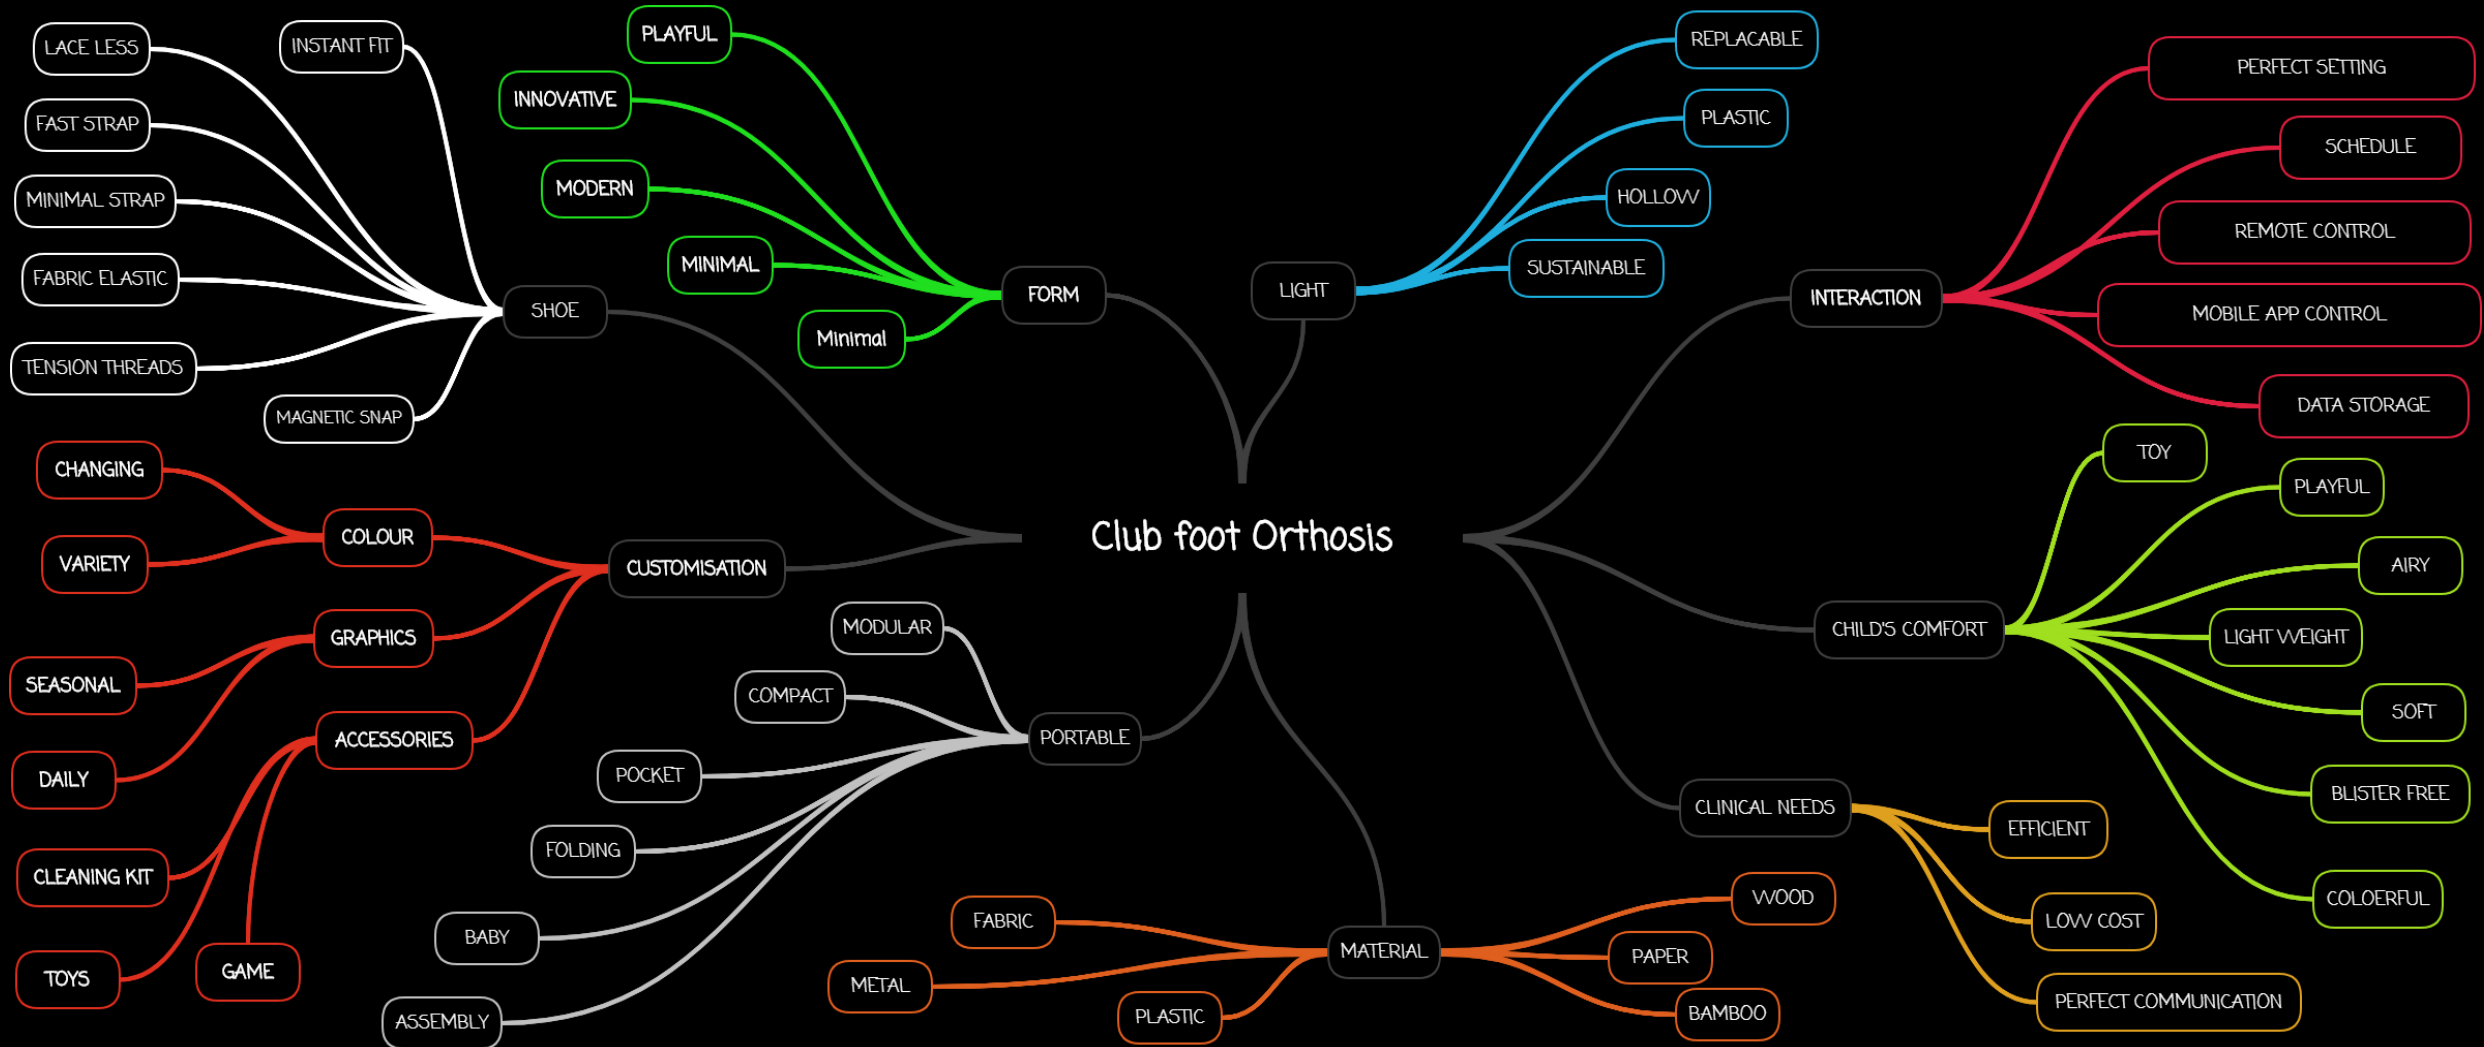 Club foot Orthosis
SHOE
INSTANT FIT
LACE LESS
FAST STRAP
MINIMAL STRAP
FABRIC ELASTIC
TENSION THREADS
MAGNETIC SNAP
FORM
PLAYFUL
INNOVATIVE
MODERN
MINIMAL
Minimal
LIGHT
REPLACABLE
PLASTIC
HOLLOW
SUSTAINABLE
INTERACTION
PERFECT SETTING
SCHEDULE
REMOTE CONTROL
MOBILE APP CONTROL
DATA STORAGE
CHILD'S COMFORT
TOY
PLAYFUL
AIRY
LIGHT WEIGHT
SOFT
BLISTER FREE
COLOERFUL
CLINICAL NEEDS
EFFICIENT
LOW COST
PERFECT COMMUNICATION
MATERIAL
WOOD
PAPER
BAMBOO
FABRIC
METAL
PLASTIC
PORTABLE
MODULAR
COMPACT
POCKET
FOLDING
BABY
ASSEMBLY
CUSTOMISATION
COLOUR
CHANGING
VARIETY
GRAPHICS
SEASONAL
DAILY
ACCESSORIES
CLEANING KIT
TOYS
GAME